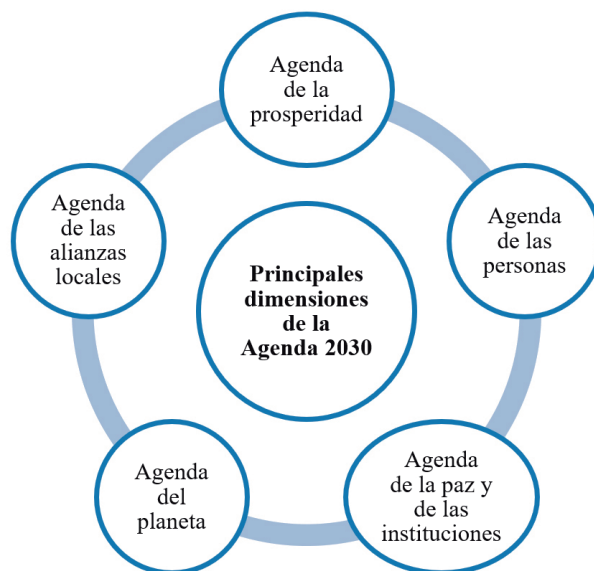 Agenda
de la
prosperidad
Agenda
de las
personas
Agenda
de la paz y
de las
instituciones
Agenda
del
planeta
Agenda
de las
alianzas
locales
Principales
dimensiones
de la
Agenda 2030